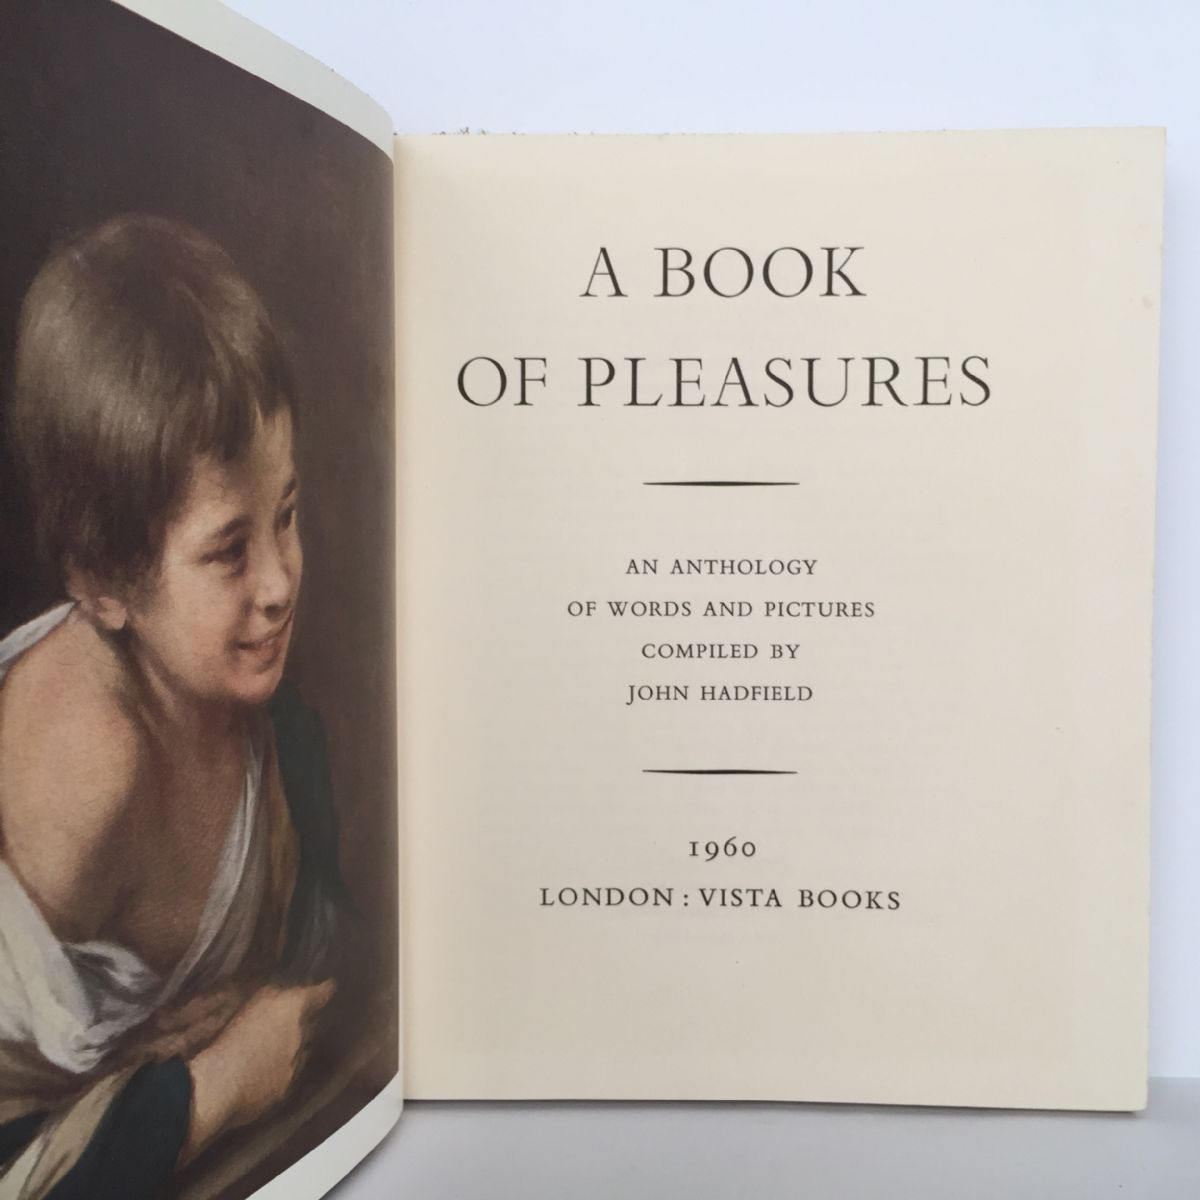 A BOOK
OF PLEASURES
AN ANTHOLOGY
OF WORDS AND PICTURES
COMPILED BY
JOHN HADFIELD
1960
LONDON : VISTA BOOKS